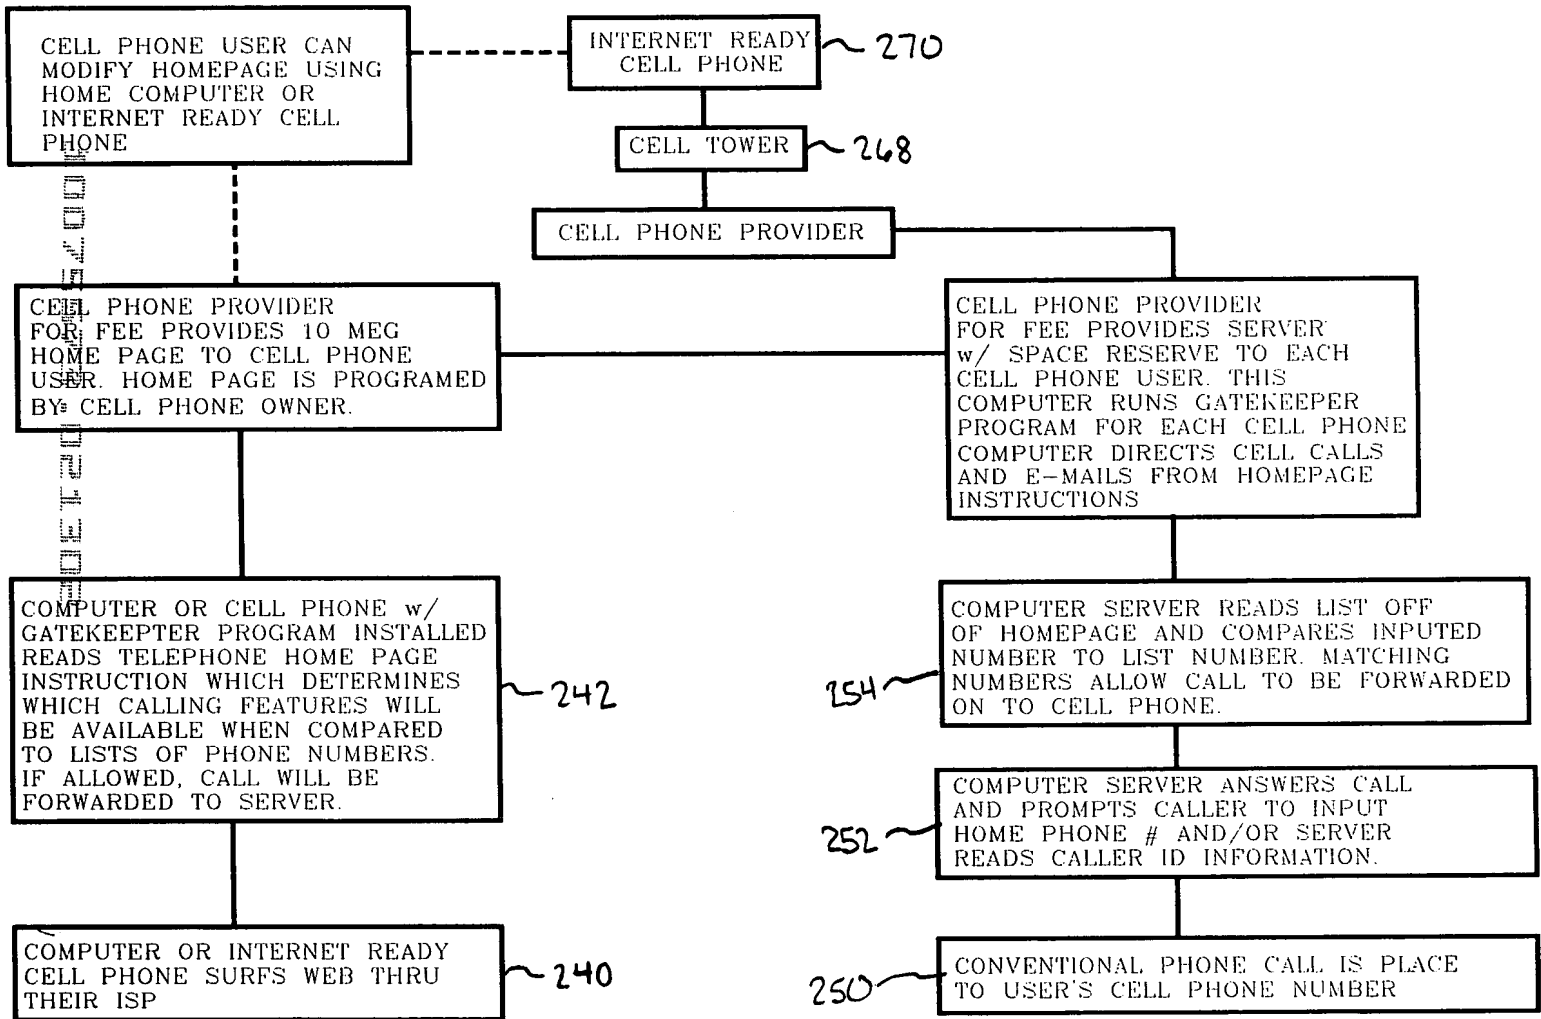 CELL PHONE USER CAN
MODIFY HOMEPAGE USING
HOME COMPUTER OR
INTERNET READY CELL
PHONE
INTERNET READY
CELL PHONE
270
CELL TOWER
268
CELL PHONE PROVIDER
CELL PHONE PROVIDER
FOR FEE PROVIDES 10 MEG
HOME PAGE TO CELL PHONE
USER. HOME PAGE IS PROGRAMED
BY CELL PHONE OWNER.
CELL PHONE PROVIDER
FOR FEE PROVIDES SERVER
w/ SPACE RESERVE TO EACH
CELL PHONE USER. THIS
COMPUTER RUNS GATEKEEPER
PROGRAM FOR EACH CELL PHONE
COMPUTER DIRECTS CELL CALLS
AND E-MAILS FROM HOMEPAGE
INSTRUCTIONS
COMPUTER OR CELL PHONE w/
GATEKEEPTER PROGRAM INSTALLED
READS TELEPHONE HOME PAGE
INSTRUCTION WHICH DETERMINES
WHICH CALLING FEATURES WILL
BE AVAILABLE WHEN COMPARED
TO LISTS OF PHONE NUMBERS.
IF ALLOWED, CALL WILL BE
FORWARDED TO SERVER.
242
COMPUTER SERVER READS LIST OFF
OF HOMEPAGE AND COMPARES INPUTED
NUMBER TO LIST NUMBER. MATCHING
NUMBERS ALLOW CALL TO BE FORWARDED
ON TO CELL PHONE.
254
COMPUTER SERVER ANSWERS CALL
AND PROMPTS CALLER TO INPUT
HOME PHONE # AND/OR SERVER
READS CALLER ID INFORMATION.
252
COMPUTER OR INTERNET READY
CELL PHONE SURFS WEB THRU
THEIR ISP
240
CONVENTIONAL PHONE CALL IS PLACE
TO USER'S CELL PHONE NUMBER
250